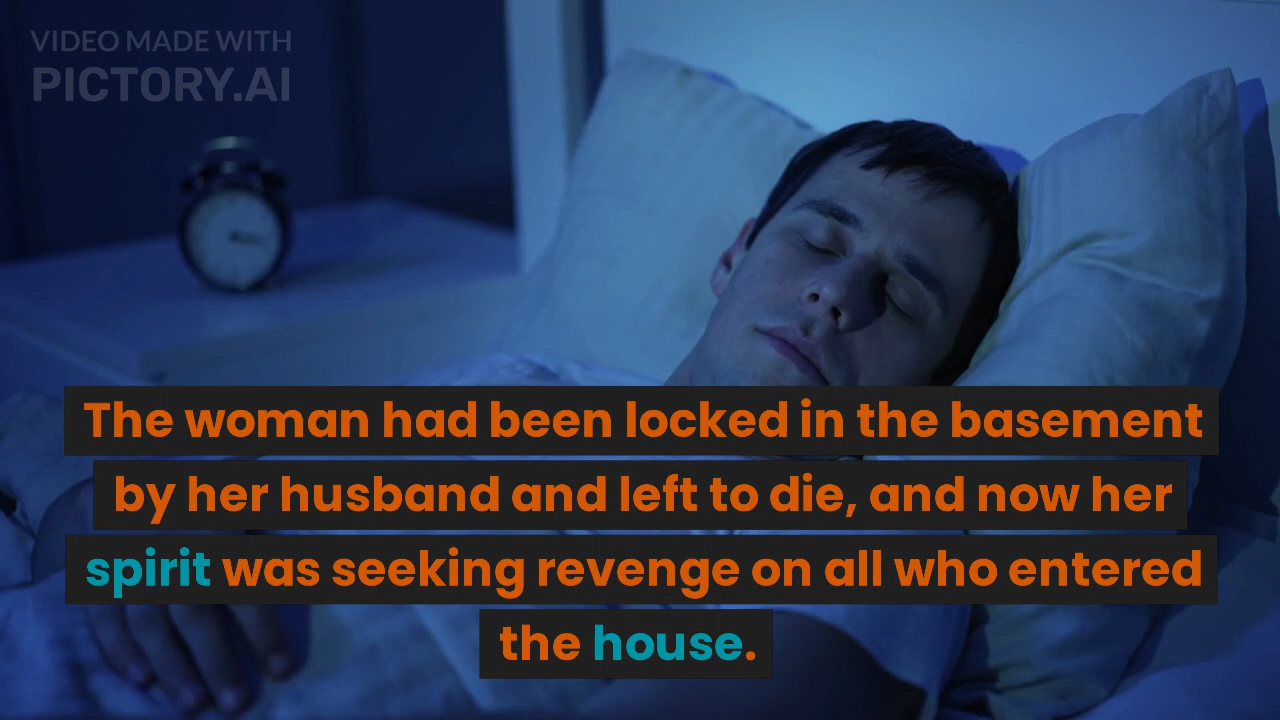 VIDEO MADE WITH
PICTORY.AI
The woman had been locked in the basement
by her husband and left to die, and now her
spirit was seeking revenge on all who entered
the house.